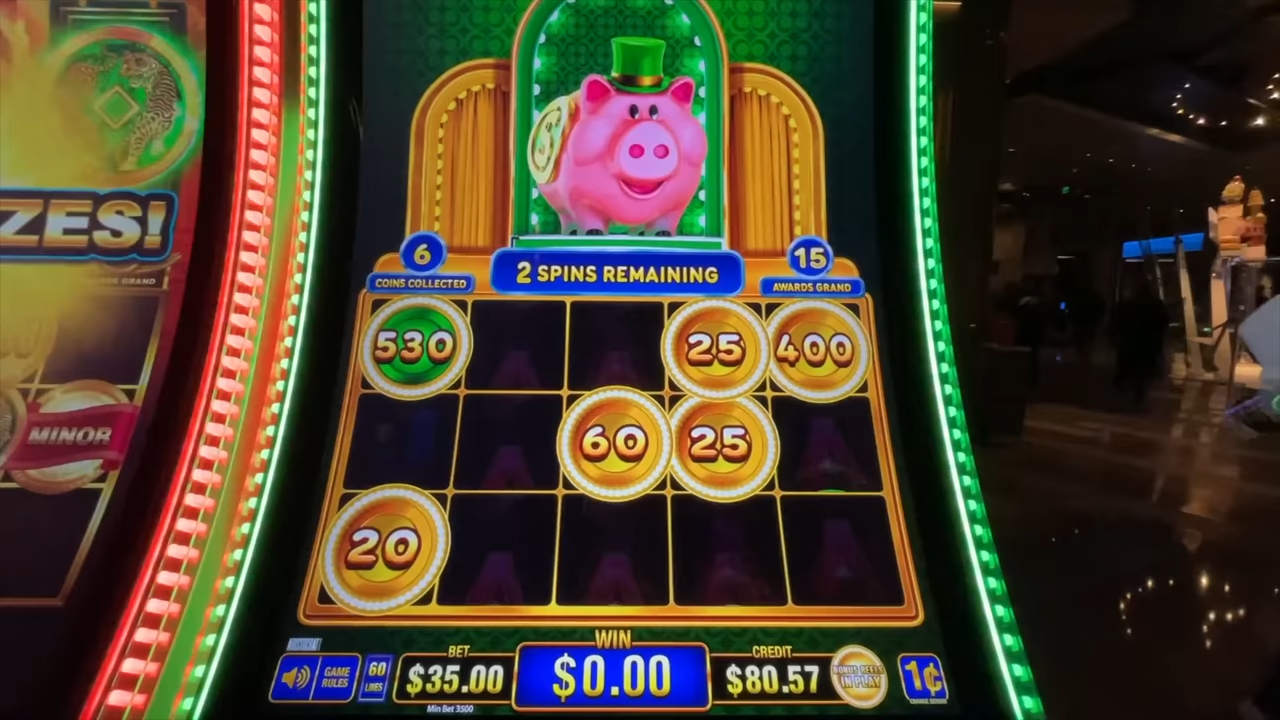 ZES!
6
COINS COLLECTED
2 SPINS REMAINING
15
AWARDS GRAND
530
25
400
60
25
20
MINOR
GAME
RULES
60
LINES
BET
$35.00
Min Bet 3500
WIN
$0.00
CREDIT
$80.57
BONUS REELS
IN PLAY
1¢